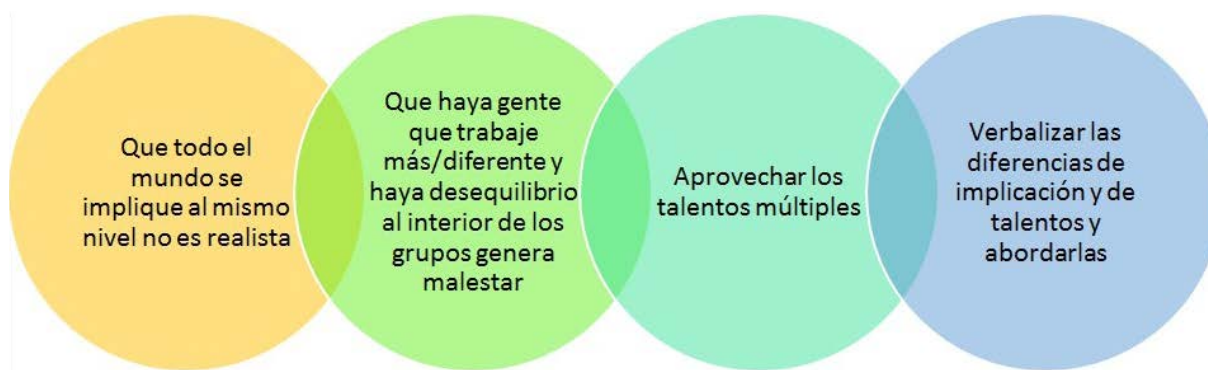 Que todo el
mundo se
implique al mismo
nivel no es realista
Que haya gente
que trabaje
más/diferente y
haya desequilibrio
al interior de los
grupos genera
malestar
Aprovechar los
talentos múltiples
Verbalizar las
diferencias de
implicación y de
talentos y
abordarlas